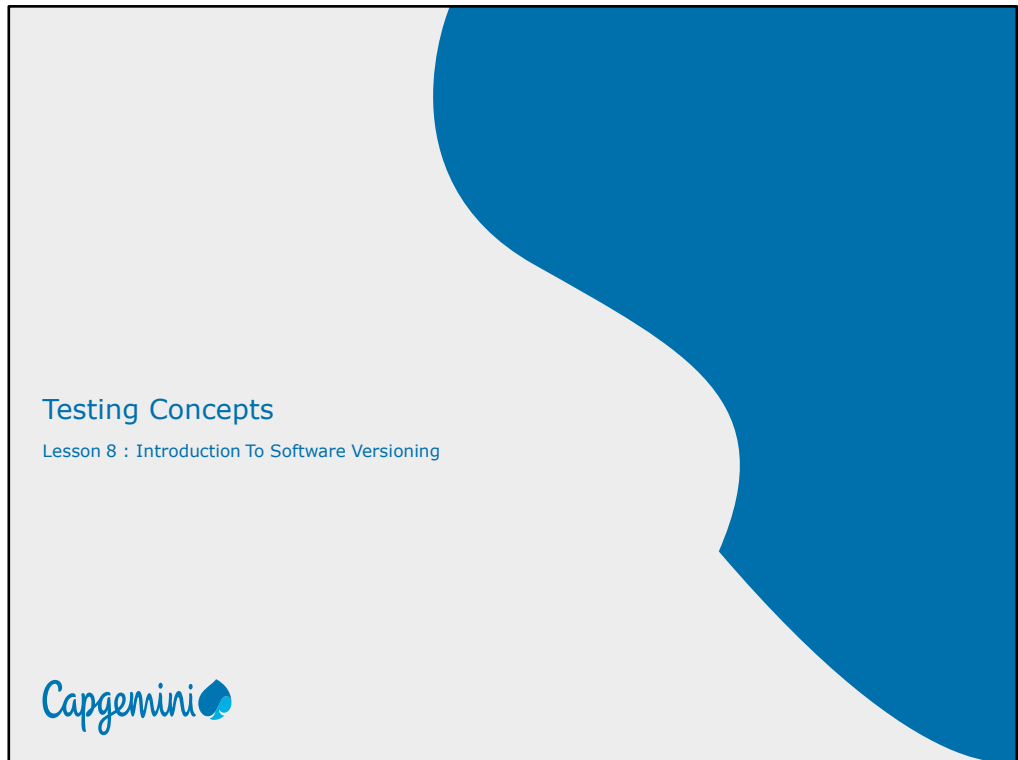 Testing Concepts
Lesson 8 : Introduction To Software Versioning
Capgemini